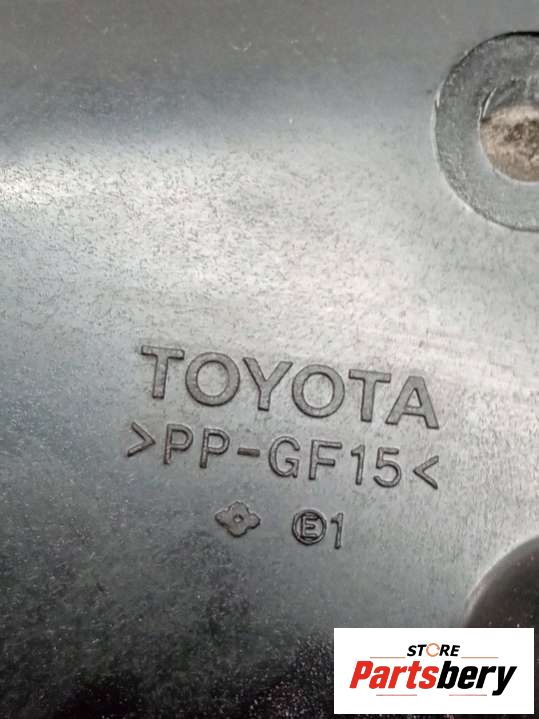 TOYOTA
>PP-GF15<
Ⓔ1
STORE
Partsbery